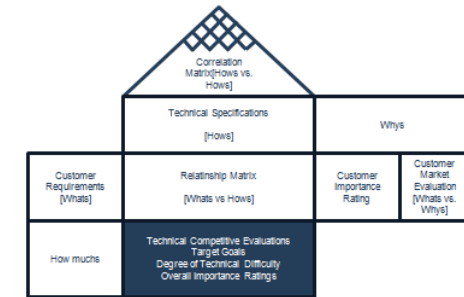 Correlation
Matrix[Hows vs.
Hows]
Technical Specifications
[Hows]
Whys
Customer
Requirements
[Whats]
Relatinship Matrix
[Whats vs Hows]
Customer
Importance
Rating
Customer
Market
Evaluation
[Whats vs.
Whys]
How muchs
Technical Competitive Evaluations
Target Goals
Degree of Technical Difficulty
Overall Importance Ratings